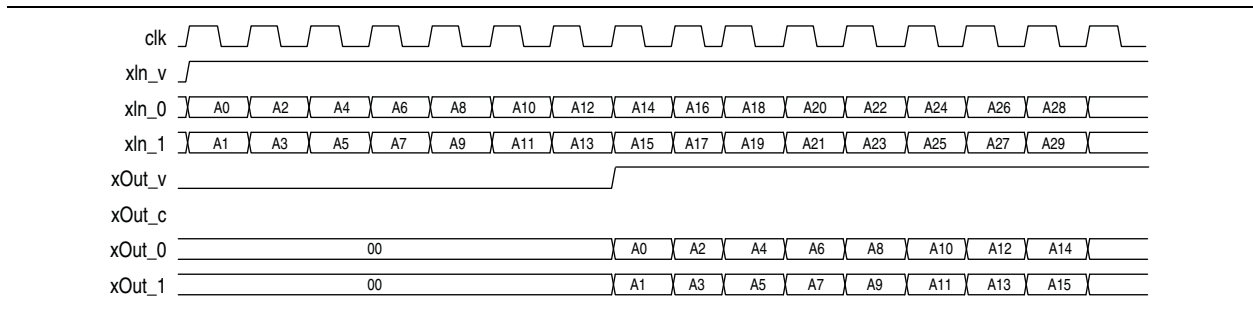 clk
xIn_v
xIn_0 A0 A2 A4 A6 A8 A10 A12 A14 A16 A18 A20 A22 A24 A26 A28
xIn_1 A1 A3 A5 A7 A9 A11 A13 A15 A17 A19 A21 A23 A25 A27 A29
xOut_v
xOut_c
xOut_0 00 A0 A2 A4 A6 A8 A10 A12 A14
xOut_1 00 A1 A3 A5 A7 A9 A11 A13 A15